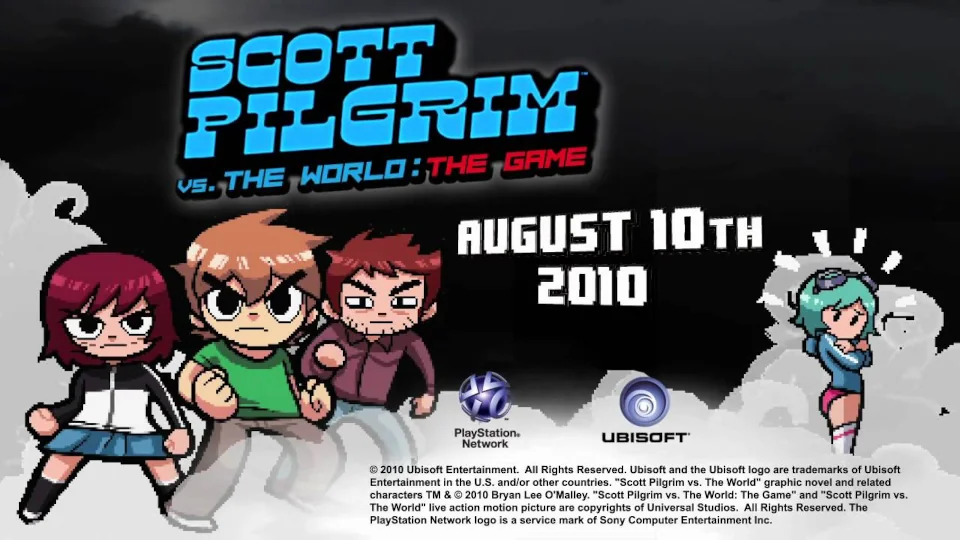 SCOTT
PILGRIM™
VS. THE WORLD: THE GAME
AUGUST 10TH
2010
PlayStation®
Network
UBISOFT®
© 2010 Ubisoft Entertainment. All Rights Reserved. Ubisoft and the Ubisoft logo are trademarks of Ubisoft
Entertainment in the U.S. and/or other countries. "Scott Pilgrim vs. The World" graphic novel and related
characters TM & © 2010 Bryan Lee O'Malley. "Scott Pilgrim vs. The World: The Game" and "Scott Pilgrim vs.
The World" live action motion picture are copyrights of Universal Studios. All Rights Reserved. The
PlayStation Network logo is a service mark of Sony Computer Entertainment Inc.